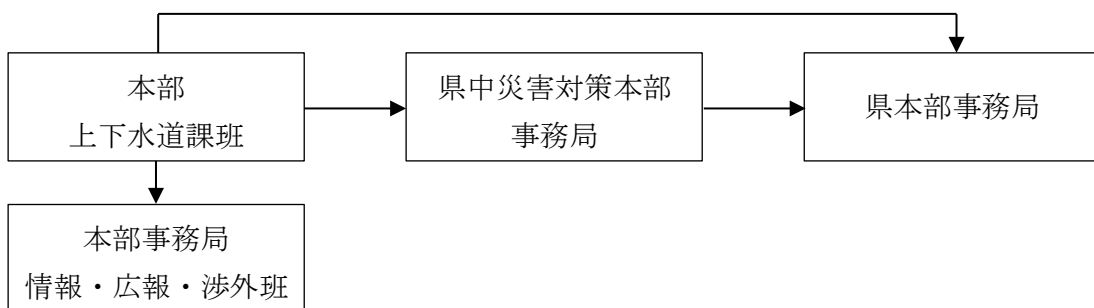 本部
上下水道課班
県中災害対策本部
事務局
県本部事務局
本部事務局
情報・広報・渉外班